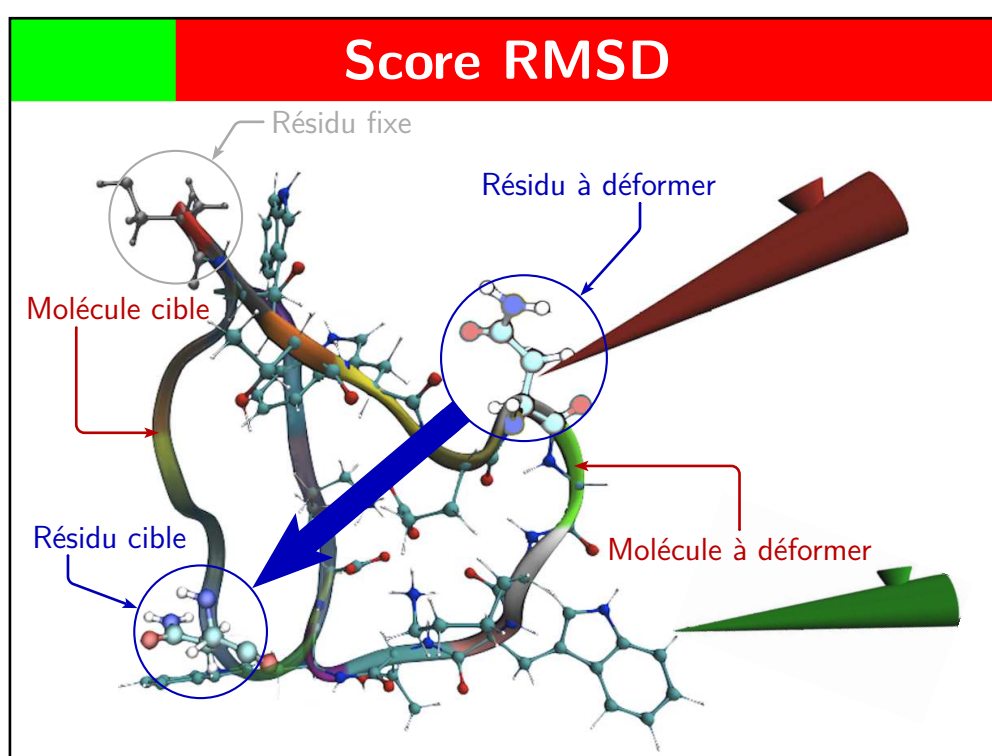 Score RMSD
Résidu fixe
Résidu à déformer
Molécule cible
Résidu cible
Molécule à déformer